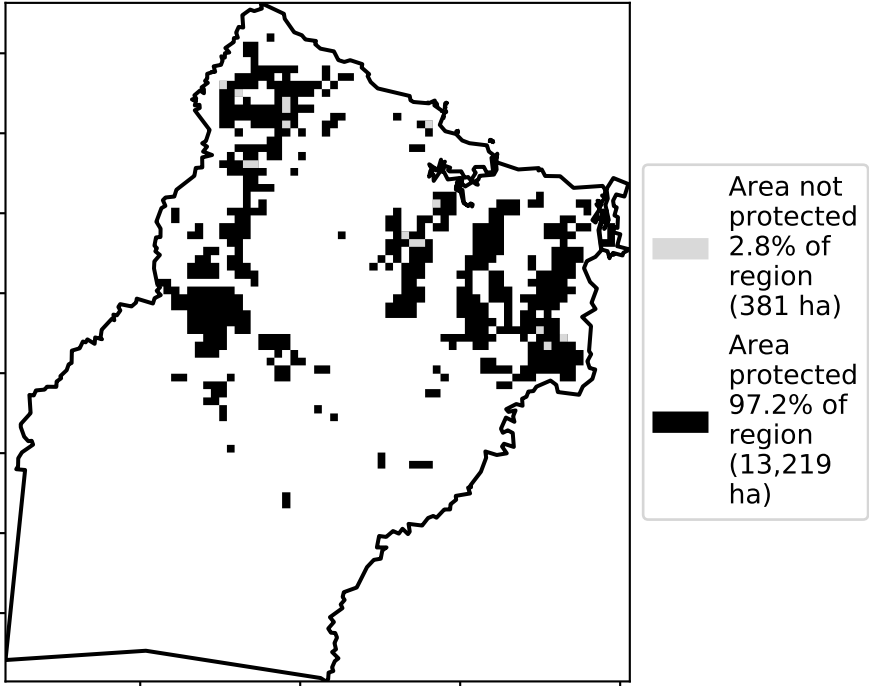 Area not
protected
2.8% of
region
(381 ha)
Area
protected
97.2% of
region
(13,219
ha)